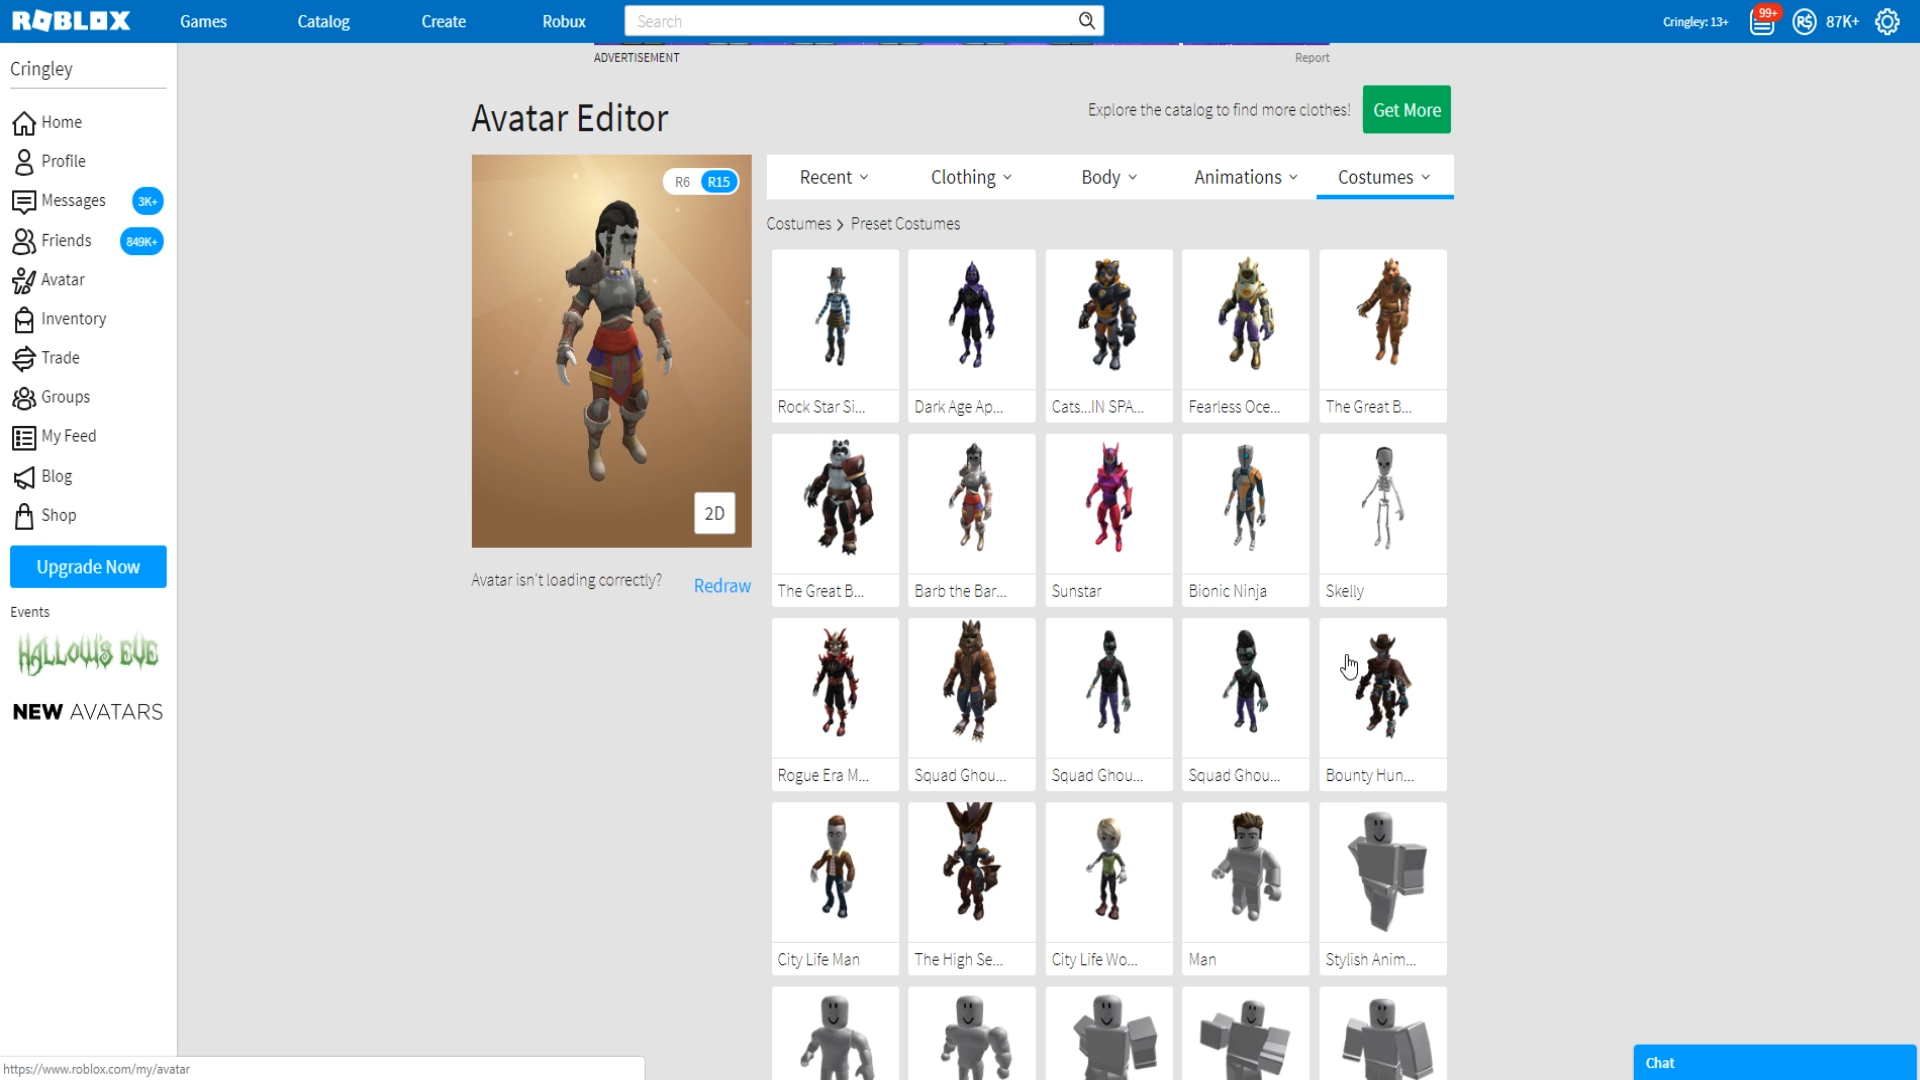 ROBLOX Games Catalog Create Robux Search Cringley: 13+ 99+ R$ 87K+
ADVERTISEMENT Report
Cringley
Home
Profile
Messages 3K+
Friends 849K+
Avatar
Inventory
Trade
Groups
My Feed
Blog
Shop
Upgrade Now
Events
HALLOW'S EVE
NEW AVATARS
Avatar Editor
Explore the catalog to find more clothes! Get More
R6 R15
2D
Avatar isn't loading correctly? Redraw
Recent Clothing Body Animations Costumes
Costumes > Preset Costumes
Rock Star Si... Dark Age Ap... Cats...IN SPA... Fearless Oce... The Great B...
The Great B... Barb the Bar... Sunstar Bionic Ninja Skelly
Rogue Era M... Squad Ghou... Squad Ghou... Squad Ghou... Bounty Hun...
City Life Man The High Se... City Life Wo... Man Stylish Anim...
https://www.roblox.com/my/avatar
Chat